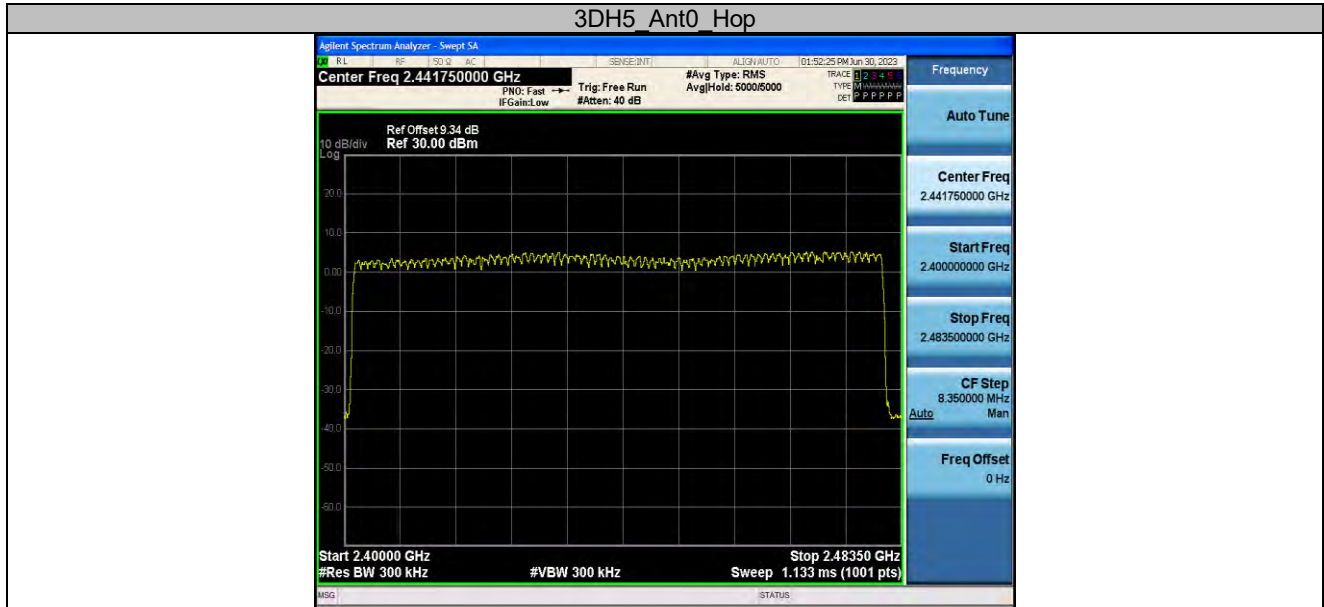 3DH5_Ant0_Hop
Agilent Spectrum Analyzer - Swept SA
RL RF 50 Ω AC SENSE:INT ALIGN AUTO 01:52:25 PM Jun 30, 2023
Center Freq 2.441750000 GHz
PNO: Fast
IFGain:Low
Trig: Free Run
#Atten: 40 dB
#Avg Type: RMS
Avg|Hold: 5000/5000
TRACE 1 2 3 4 5 6
TYPE M
DET P P P P P P
Ref Offset 9.34 dB
10 dB/div Ref 30.00 dBm
Log
20.0
10.0
0.00
-10.0
-20.0
-30.0
-40.0
-50.0
-60.0
Start 2.40000 GHz Stop 2.48350 GHz
#Res BW 300 kHz #VBW 300 kHz Sweep 1.133 ms (1001 pts)
MSG STATUS
Frequency
Auto Tune
Center Freq
2.441750000 GHz
Start Freq
2.400000000 GHz
Stop Freq
2.483500000 GHz
CF Step
8.350000 MHz
Auto Man
Freq Offset
0 Hz